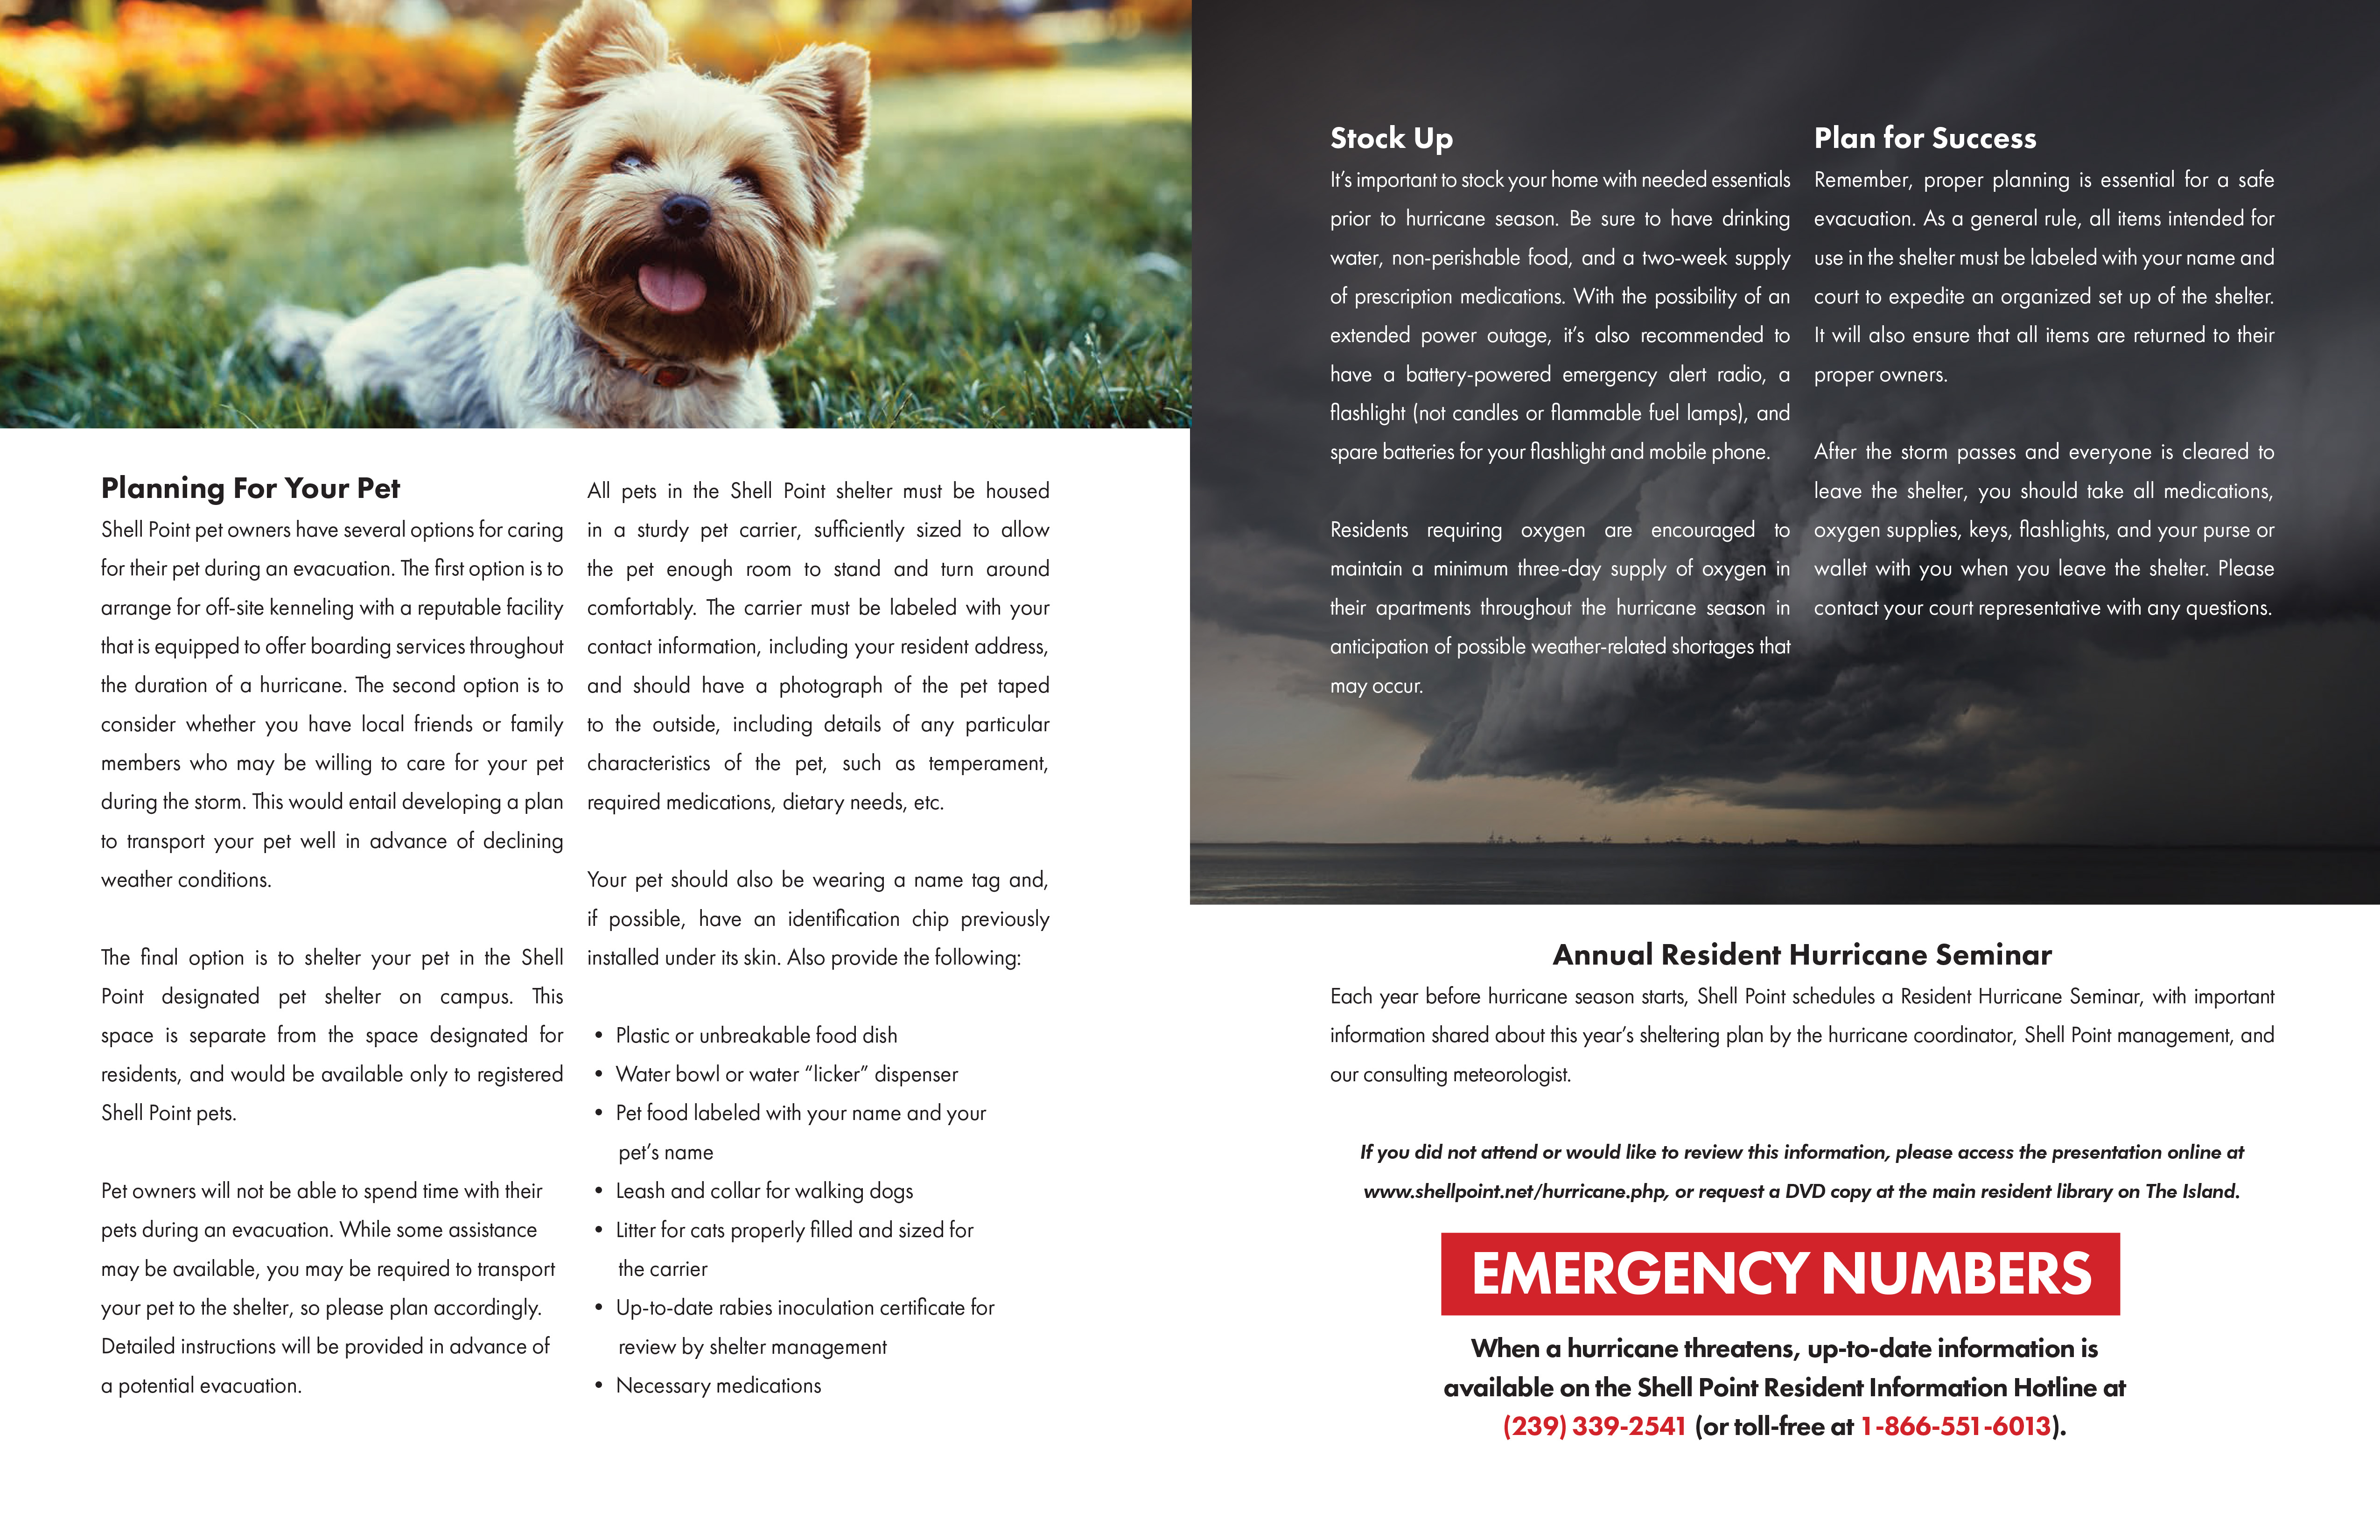 Planning For Your Pet
Shell Point pet owners have several options for caring
for their pet during an evacuation. The first option is to
arrange for off-site kenneling with a reputable facility
that is equipped to offer boarding services throughout
the duration of a hurricane. The second option is to
consider whether you have local friends or family
members who may be willing to care for your pet
during the storm. This would entail developing a plan
to transport your pet well in advance of declining
weather conditions.
The final option is to shelter your pet in the Shell
Point designated pet shelter on campus. This
space is separate from the space designated for
residents, and would be available only to registered
Shell Point pets.
Pet owners will not be able to spend time with their
pets during an evacuation. While some assistance
may be available, you may be required to transport
your pet to the shelter, so please plan accordingly.
Detailed instructions will be provided in advance of
a potential evacuation.
All pets in the Shell Point shelter must be housed
in a sturdy pet carrier, sufficiently sized to allow
the pet enough room to stand and turn around
comfortably. The carrier must be labeled with your
contact information, including your resident address,
and should have a photograph of the pet taped
to the outside, including details of any particular
characteristics of the pet, such as temperament,
required medications, dietary needs, etc.
Your pet should also be wearing a name tag and,
if possible, have an identification chip previously
installed under its skin. Also provide the following:
• Plastic or unbreakable food dish
• Water bowl or water “licker” dispenser
• Pet food labeled with your name and your
pet’s name
• Leash and collar for walking dogs
• Litter for cats properly filled and sized for
the carrier
• Up-to-date rabies inoculation certificate for
review by shelter management
• Necessary medications
Stock Up
It’s important to stock your home with needed essentials
prior to hurricane season. Be sure to have drinking
water, non-perishable food, and a two-week supply
of prescription medications. With the possibility of an
extended power outage, it’s also recommended to
have a battery-powered emergency alert radio, a
flashlight (not candles or flammable fuel lamps), and
spare batteries for your flashlight and mobile phone.
Residents requiring oxygen are encouraged to
maintain a minimum three-day supply of oxygen in
their apartments throughout the hurricane season in
anticipation of possible weather-related shortages that
may occur.
Plan for Success
Remember, proper planning is essential for a safe
evacuation. As a general rule, all items intended for
use in the shelter must be labeled with your name and
court to expedite an organized set up of the shelter.
It will also ensure that all items are returned to their
proper owners.
After the storm passes and everyone is cleared to
leave the shelter, you should take all medications,
oxygen supplies, keys, flashlights, and your purse or
wallet with you when you leave the shelter. Please
contact your court representative with any questions.
Annual Resident Hurricane Seminar
Each year before hurricane season starts, Shell Point schedules a Resident Hurricane Seminar, with important
information shared about this year’s sheltering plan by the hurricane coordinator, Shell Point management, and
our consulting meteorologist.
If you did not attend or would like to review this information, please access the presentation online at
www.shellpoint.net/hurricane.php, or request a DVD copy at the main resident library on The Island.
EMERGENCY NUMBERS
When a hurricane threatens, up-to-date information is
available on the Shell Point Resident Information Hotline at
(239) 339-2541 (or toll-free at 1-866-551-6013).